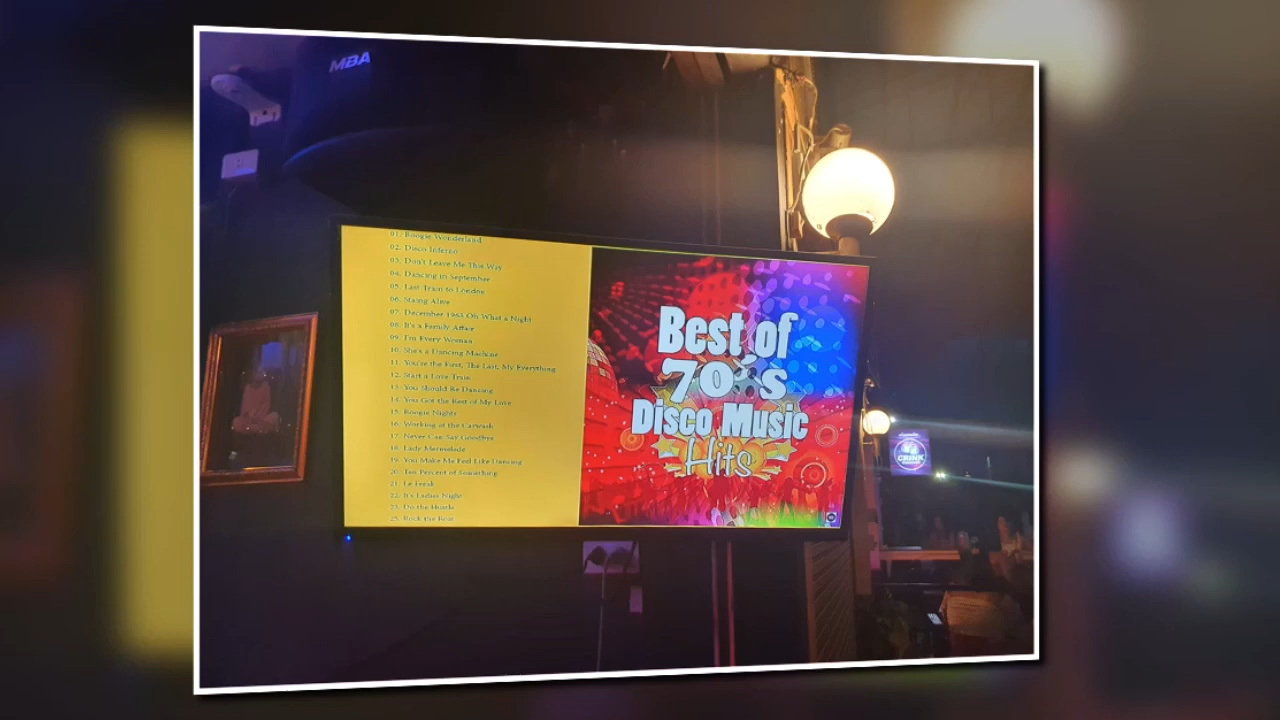 MBA
01. Boogie Wonderland
02. Disco Inferno
03. Don't Leave Me This Way
04. Dancing in September
05. Last Train to London
06. Staing Alive
07. December 1963 Oh What a Night
08. It's a Family Affair
09. I'm Every Woman
10. She's a Dancing Machine
11. You're the First, The Last, My Everything
12. Start a Love Train
13. You Should Be Dancing
14. You Got the Best of My Love
15. Boogie Nights
16. Working at the Carwash
17. Never Can Say Goodbye
18. Lady Mermelade
19. You Make Me Feel Like Dancing
20. Ten Percent of Something
21. Le Freak
22. It's Ladies Night
23. Do the Hustle
25. Rock the Boat
Best of
70's
Disco Music
Hits